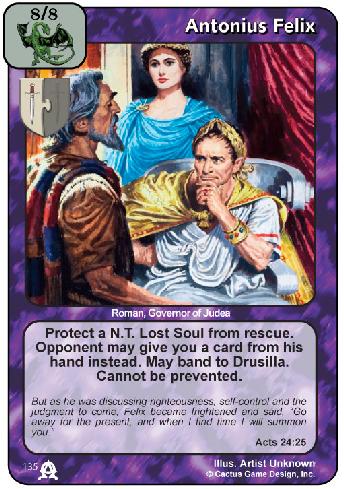 Antonius Felix
8/8
Roman, Governor of Judea
Protect a N.T. Lost Soul from rescue.
Opponent may give you a card from his
hand instead. May band to Drusilla.
Cannot be prevented.
But as he was discussing righteousness, self-control and the
judgment to come, Felix became frightened and said, 'Go
away for the present, and when I find time I will summon
you.'
Acts 24:25
Illus. Artist Unknown
135
© Cactus Game Design, Inc.